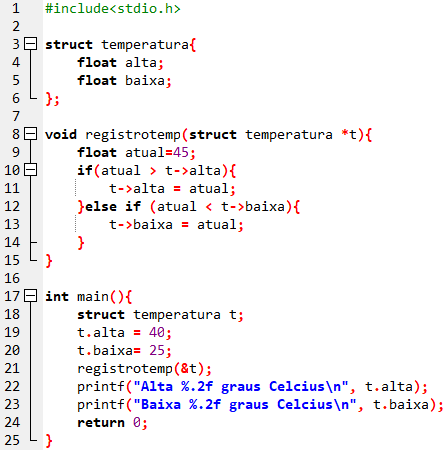 1 #include<stdio.h>
2
3 struct temperatura{
4 float alta;
5 float baixa;
6 };
7
8 void registrotemp(struct temperatura *t){
9 float atual=45;
10 if(atual > t->alta){
11 t->alta = atual;
12 }else if (atual < t->baixa){
13 t->baixa = atual;
14 }
15 }
16
17 int main(){
18 struct temperatura t;
19 t.alta = 40;
20 t.baixa= 25;
21 registrotemp(&t);
22 printf("Alta %.2f graus Celcius\n", t.alta);
23 printf("Baixa %.2f graus Celcius\n", t.baixa);
24 return 0;
25 }